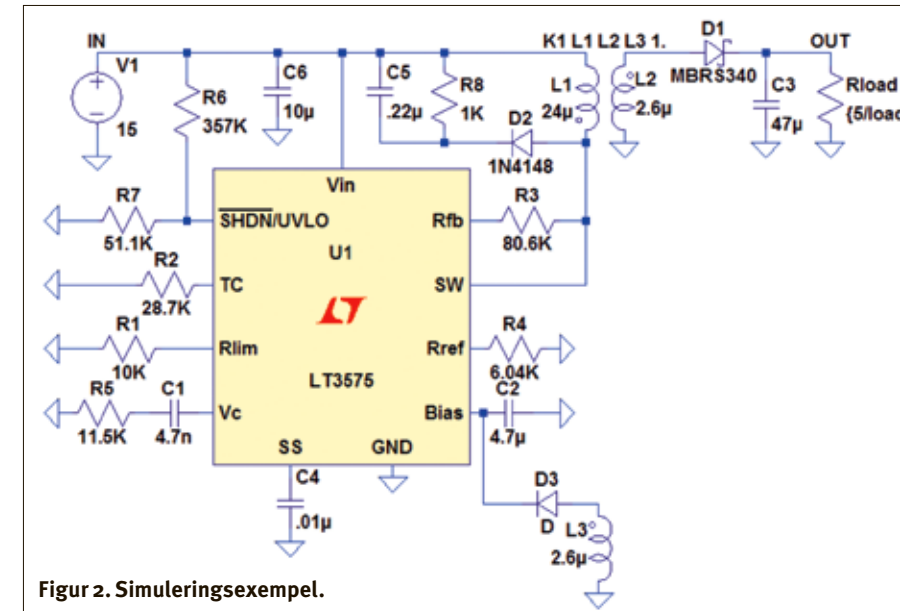 IN
V1
15
R6
357K
C6
10µ
C5
.22µ
R8
1K
D2
1N4148
K1 L1 L2 L3 1.
L1
24µ
L2
2.6µ
D1
MBRS340
C3
47µ
OUT
Rload
{5/load
R7
51.1K
R2
28.7K
R1
10K
R5
11.5K
C1
4.7n
Vin
SHDN/UVLO
TC
Rlim
Vc
SS
GND
Rfb
SW
Rref
Bias
U1
LT3575
R3
80.6K
R4
6.04K
C2
4.7µ
C4
.01µ
D3
D
L3
2.6µ
Figur 2. Simuleringsexempel.